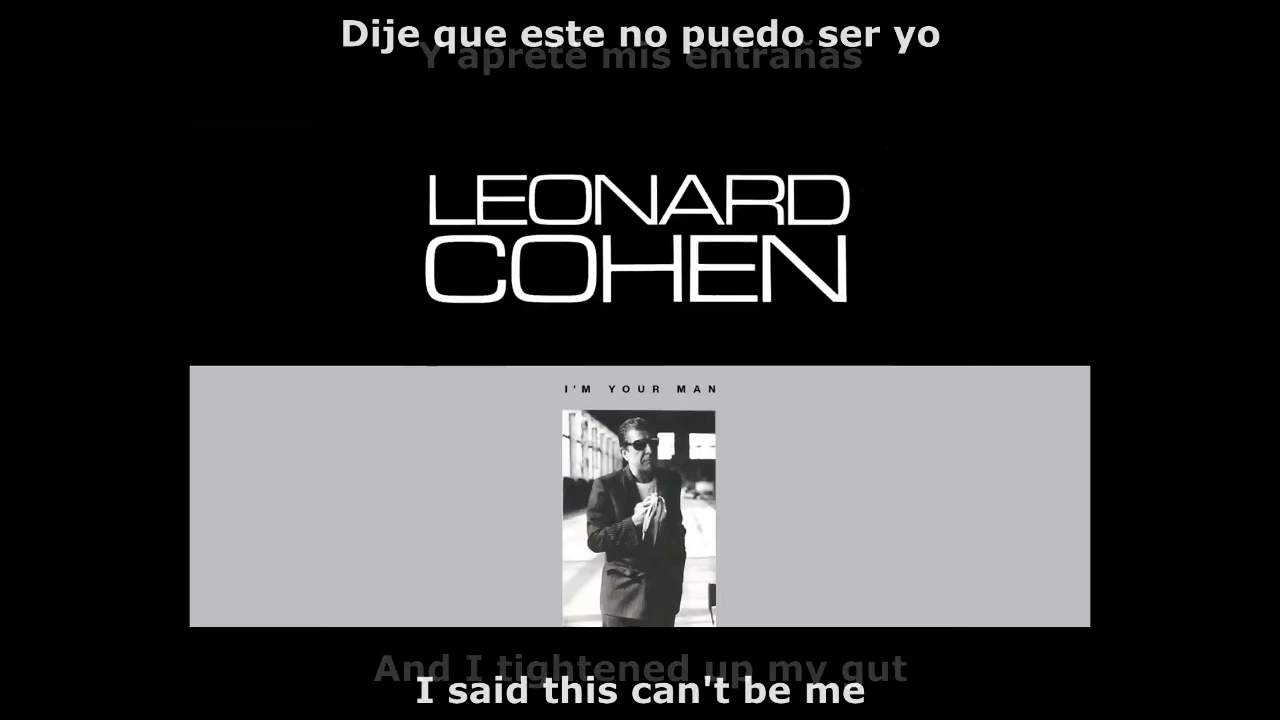 Dije que este no puedo ser yo
Y apreté mis entrañas
LEONARD
COHEN
I'M YOUR MAN
And I tightened up my gut
I said this can't be me